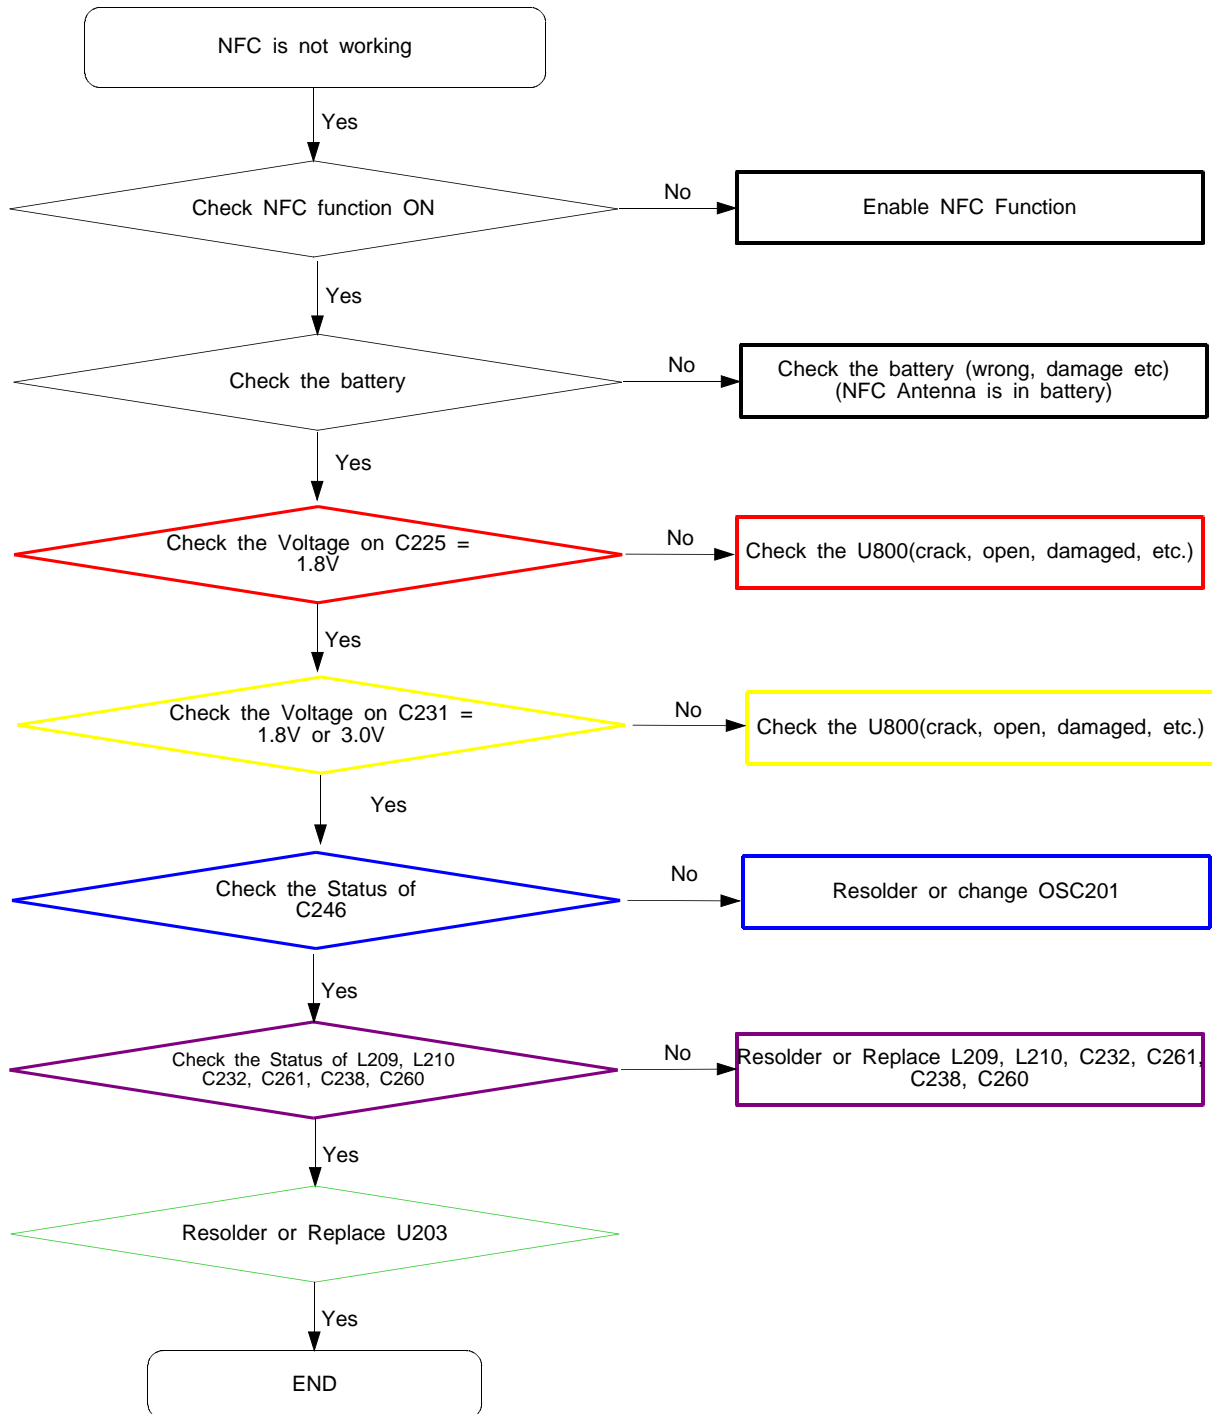 NFC is not working
Yes
Check NFC function ON
No
Enable NFC Function
Yes
Check the battery
No
Check the battery (wrong, damage etc)
(NFC Antenna is in battery)
Yes
Check the Voltage on C225 =
1.8V
No
Check the U800(crack, open, damaged, etc.)
Yes
Check the Voltage on C231 =
1.8V or 3.0V
No
Check the U800(crack, open, damaged, etc.)
Yes
Check the Status of
C246
No
Resolder or change OSC201
Yes
Check the Status of L209, L210
C232, C261, C238, C260
No
Resolder or Replace L209, L210, C232, C261,
C238, C260
Yes
Resolder or Replace U203
Yes
END